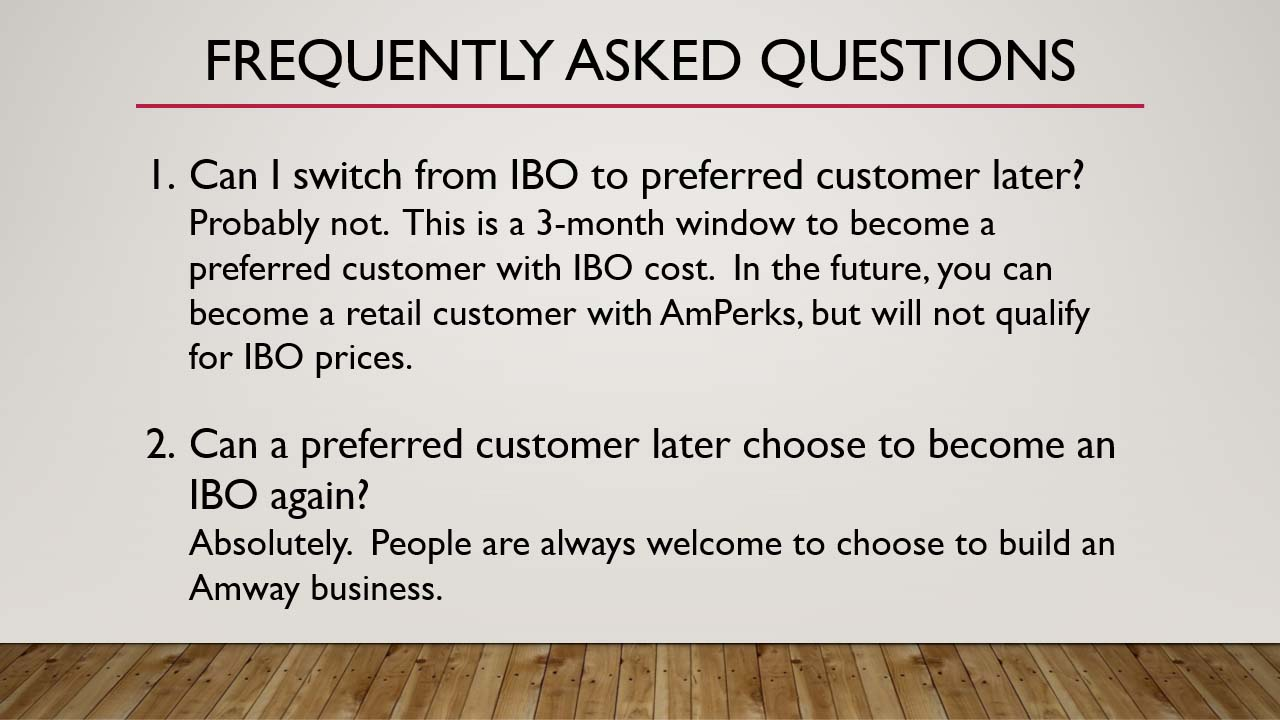 FREQUENTLY ASKED QUESTIONS
1. Can I switch from IBO to preferred customer later?
Probably not.  This is a 3-month window to become a
preferred customer with IBO cost.  In the future, you can
become a retail customer with AmPerks, but will not qualify
for IBO prices.
2. Can a preferred customer later choose to become an
IBO again?
Absolutely.  People are always welcome to choose to build an
Amway business.